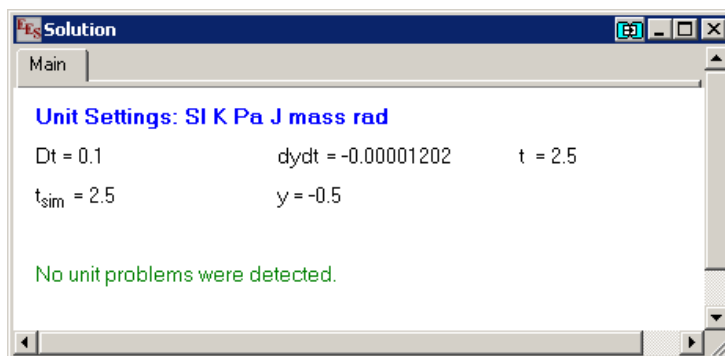 EES Solution
Main
Unit Settings: SI K Pa J mass rad
Dt = 0.1 dydt = -0.00001202 t = 2.5
tsim = 2.5 y = -0.5
No unit problems were detected.